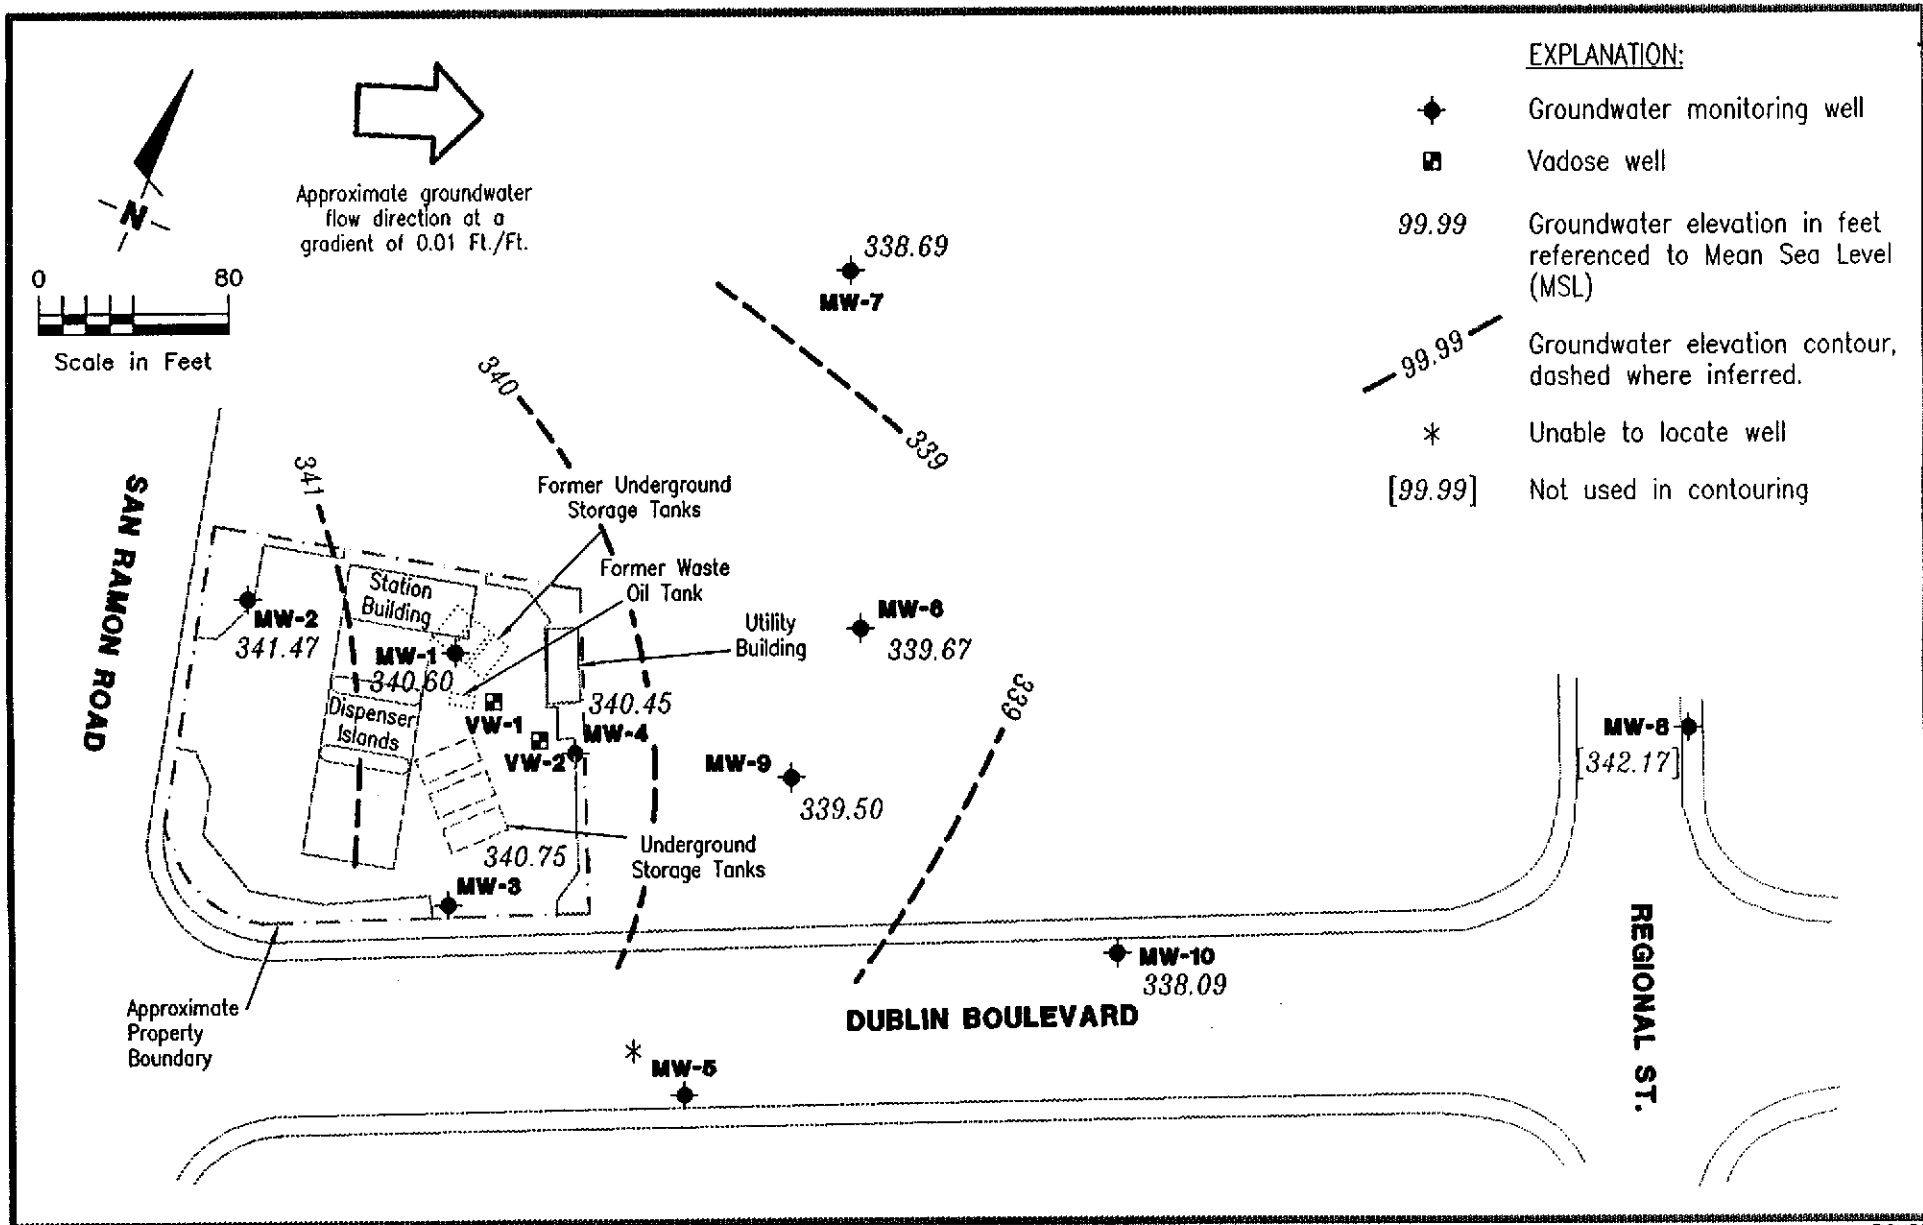 EXPLANATION:
Groundwater monitoring well
Vadose well
99.99 Groundwater elevation in feet
referenced to Mean Sea Level
(MSL)
99.99 Groundwater elevation contour,
dashed where inferred.
* Unable to locate well
[99.99] Not used in contouring
N
Approximate groundwater
flow direction at a
gradient of 0.01 Ft./Ft.
0 80
Scale in Feet
338.69
MW-7
340
339
341
SAN RAMON ROAD
Former Underground
Storage Tanks
Former Waste
Oil Tank
Station
Building
MW-2
341.47
MW-1
340.60
Utility
Building
MW-6
339.67
340.45
VW-1
MW-4
VW-2
Dispenser
Islands
339
MW-9
339.50
MW-8
[342.17]
340.75
Underground
Storage Tanks
MW-3
MW-10
338.09
DUBLIN BOULEVARD
REGIONAL ST.
Approximate
Property
Boundary
*
MW-5